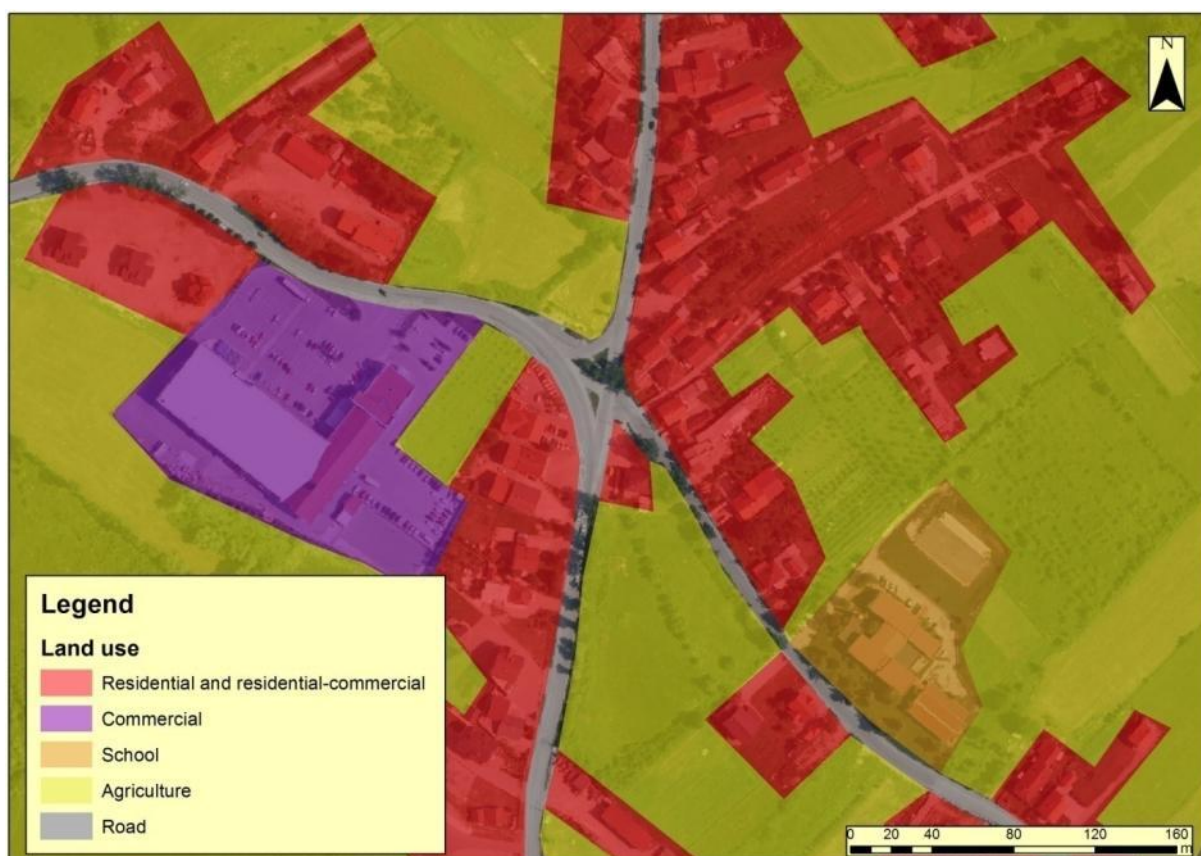 N
Legend
Land use
Residential and residential-commercial
Commercial
School
Agriculture
Road
0 20 40 80 120 160
m